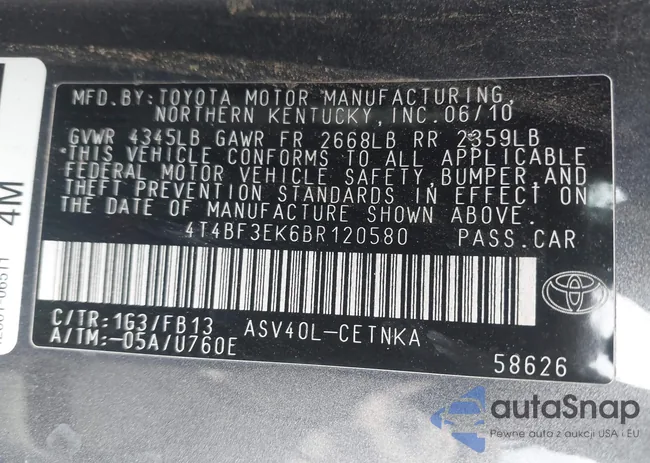 MFD.BY:TOYOTA MOTOR MANUFACTURING,
NORTHERN KENTUCKY, INC.06/10
GVWR 4345LB GAWR FR 2668LB RR 2359LB
*THIS VEHICLE CONFORMS TO ALL APPLICABLE
FEDERAL MOTOR VEHICLE SAFETY,BUMPER,AND
THEFT PREVENTION STANDARDS IN EFFECT ON
THE DATE OF MANUFACTURE SHOWN ABOVE.
4T4BF3EK6BR120580 PASS.CAR
C/TR:1G3/FB13 ASV40L-CETNKA
A/TM:-05A/U760E
58626
4M
autaSnap
Pewne auta z aukcji USA i EU